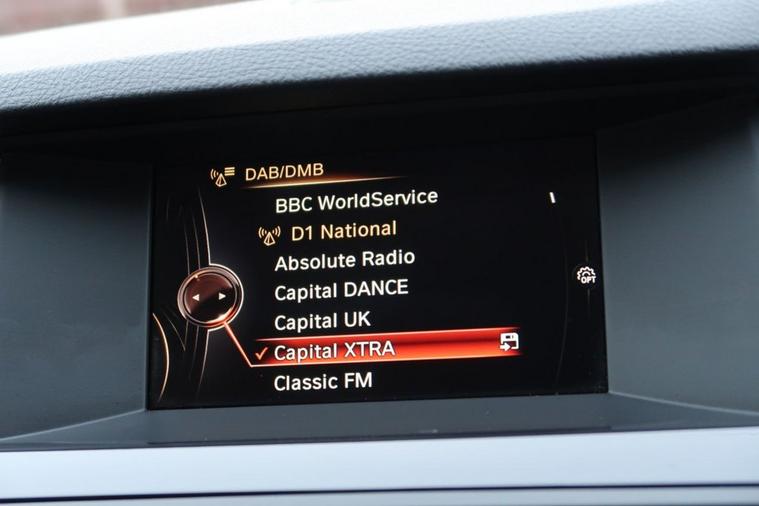 DAB/DMB
BBC WorldService
D1 National
Absolute Radio
Capital DANCE
OPT
Capital UK
Capital XTRA
Classic FM